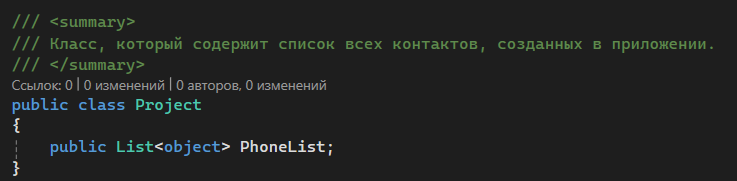 /// <summary>
/// Класс, который содержит список всех контактов, созданных в приложении.
/// </summary>
Ссылок: 0 | 0 изменений | 0 авторов, 0 изменений
public class Project
{
    public List<object> PhoneList;
}